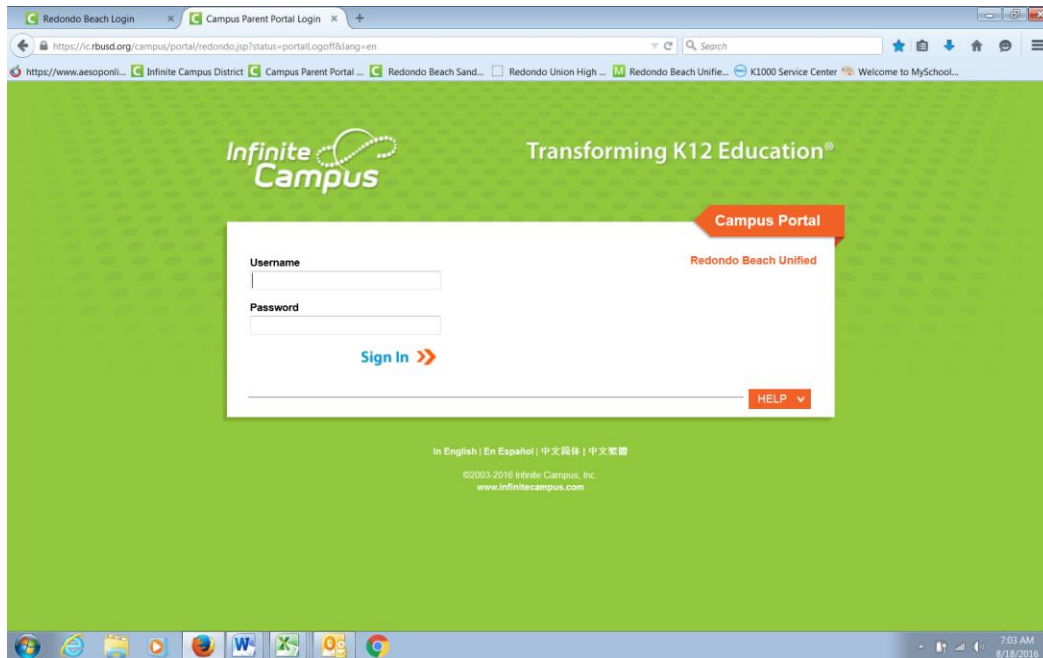 Redondo Beach Login
Campus Parent Portal Login
https://ic.rbusd.org/campus/portal/redondo.jsp?status=portalLogoff&lang=en
Search
https://www.aesoponli...
Infinite Campus District
Campus Parent Portal ...
Redondo Beach Sand...
Redondo Union High ...
Redondo Beach Unifie...
K1000 Service Center
Welcome to MySchool...
Infinite Campus
Transforming K12 Education®
Campus Portal
Redondo Beach Unified
Username
Password
Sign In
HELP
In English | En Español | 中文简体 | 中文繁體
©2003-2016 Infinite Campus, Inc.
www.infinitecampus.com
7:03 AM
8/18/2016